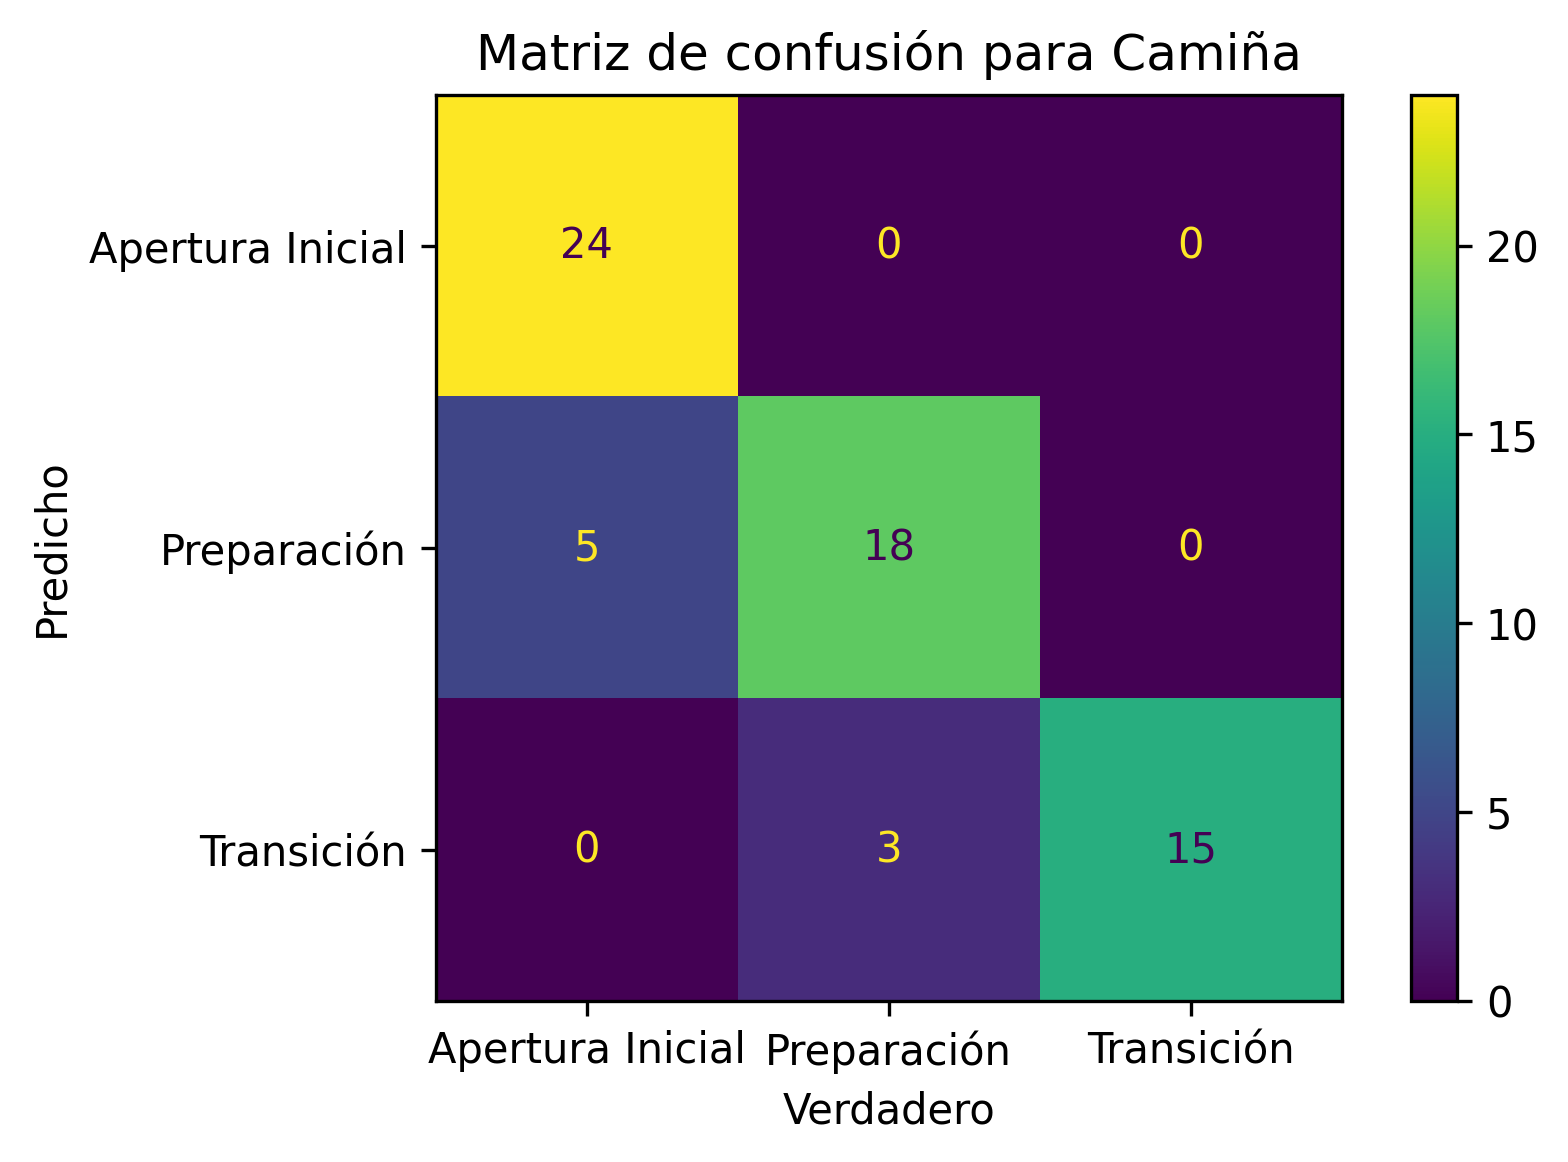 Matriz de confusión para Camiña
Predicho
Apertura Inicial
24
0
0
Preparación
5
18
0
Transición
0
3
15
Apertura Inicial
Preparación
Transición
Verdadero
20
15
10
5
0